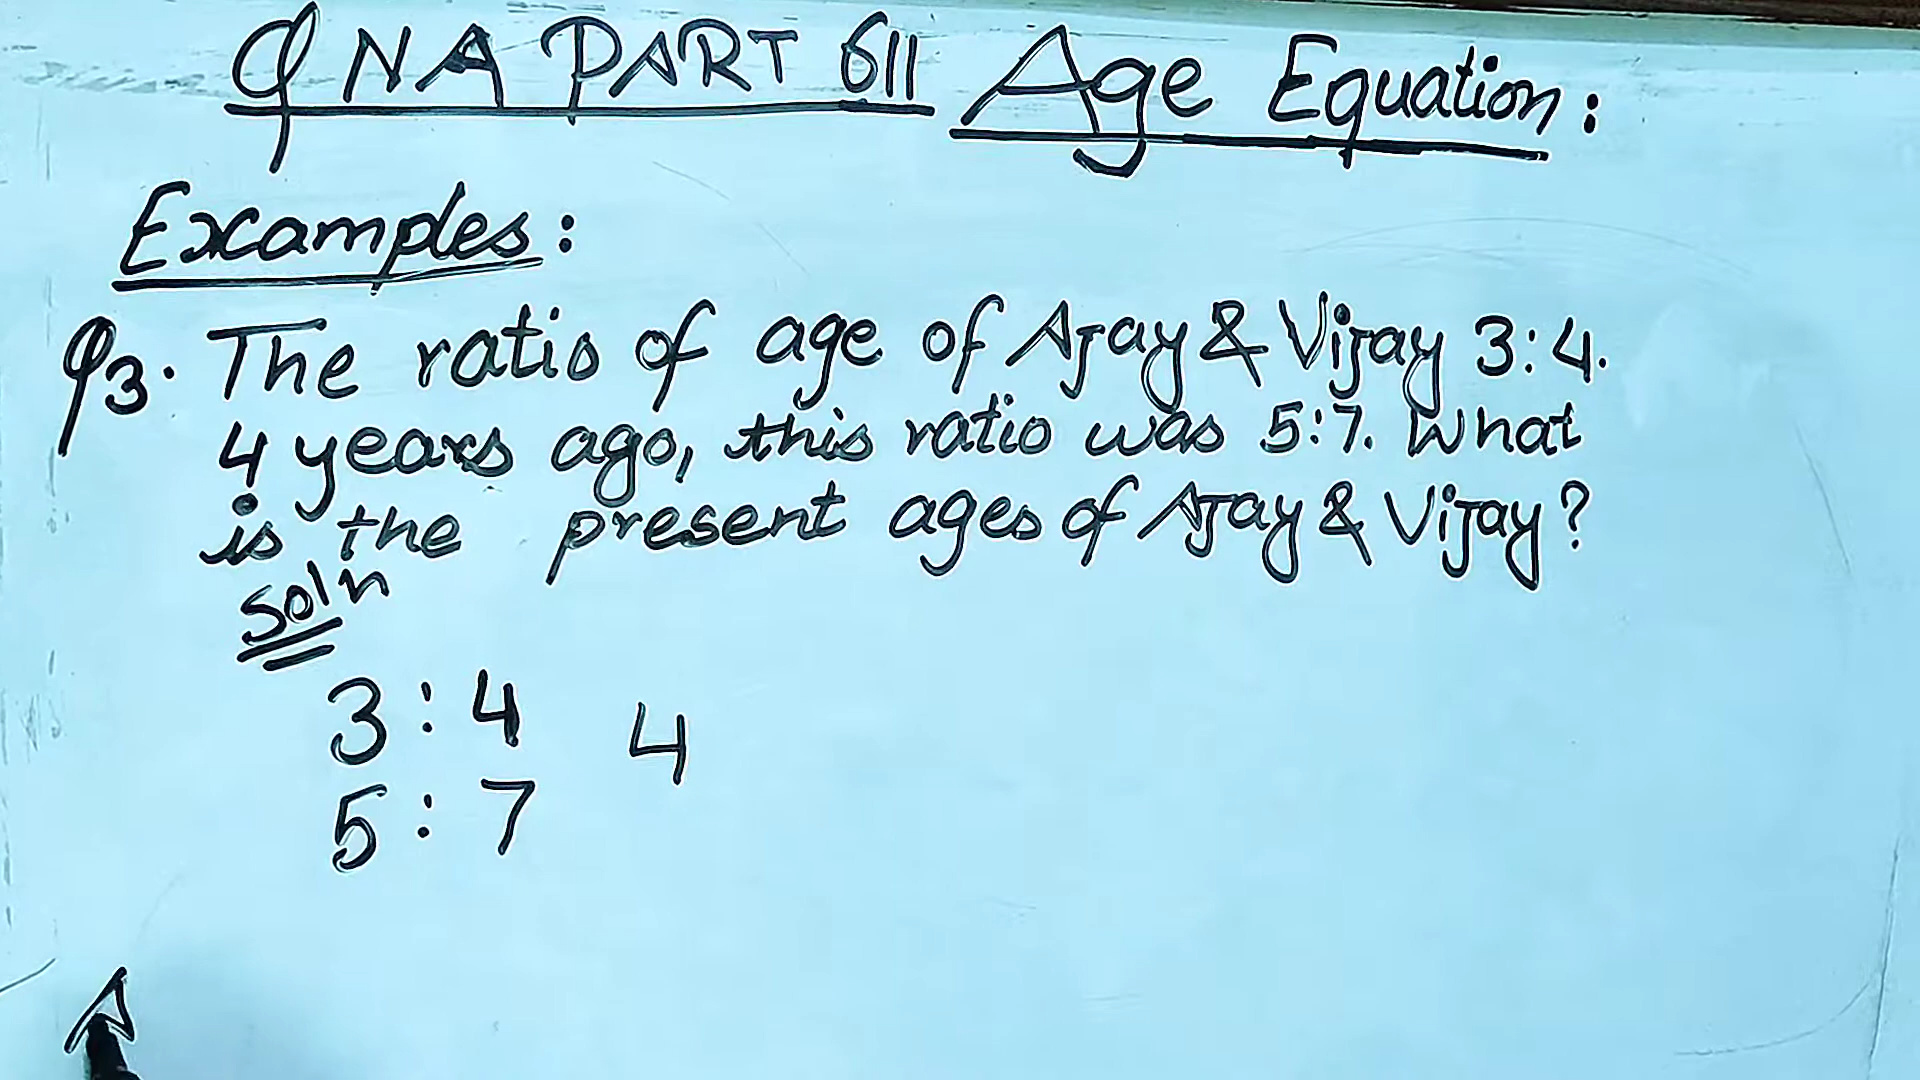 QNA PART 611 Age Equation:
Examples:
Q3. The ratio of age of Ajay & Vijay 3:4.
4 years ago, this ratio was 5:7. What
is the present ages of Ajay & Vijay?
Soln
3:4 4
5:7
A